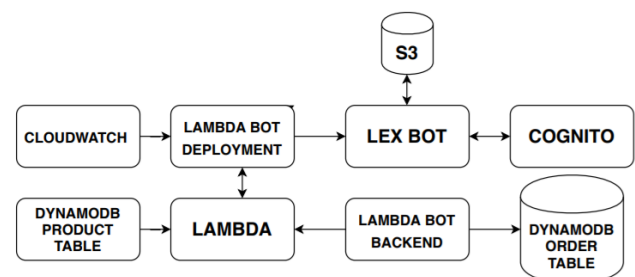 S3
CLOUDWATCH
LAMBDA BOT
DEPLOYMENT
LEX BOT
COGNITO
DYNAMODB
PRODUCT
TABLE
LAMBDA
LAMBDA BOT
BACKEND
DYNAMODB
ORDER
TABLE